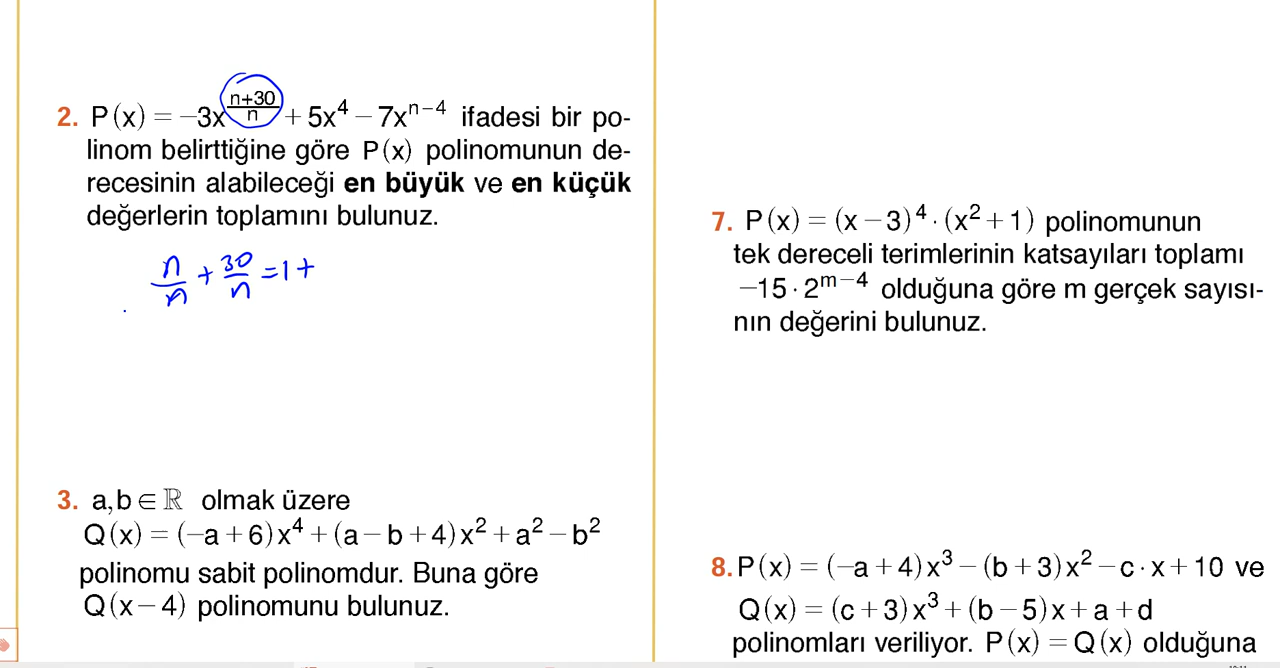 2. P(x) = −3x^((n+30)/n) + 5x⁴ − 7xⁿ⁻⁴ ifadesi bir po-
linom belirttiğine göre P(x) polinomunun de-
recesinin alabileceği en büyük ve en küçük
değerlerin toplamını bulunuz.
n/n + 30/n = 1 +
3. a,b ∈ ℝ olmak üzere
Q(x) = (−a + 6)x⁴ + (a − b + 4)x² + a² − b²
polinomu sabit polinomdur. Buna göre
Q(x − 4) polinomunu bulunuz.
7. P(x) = (x − 3)⁴ · (x² + 1) polinomunun
tek dereceli terimlerinin katsayıları toplamı
−15 · 2ᵐ⁻⁴ olduğuna göre m gerçek sayısı-
nın değerini bulunuz.
8. P(x) = (−a + 4)x³ − (b + 3)x² − c · x + 10 ve
Q(x) = (c + 3)x³ + (b − 5)x + a + d
polinomları veriliyor. P(x) = Q(x) olduğuna